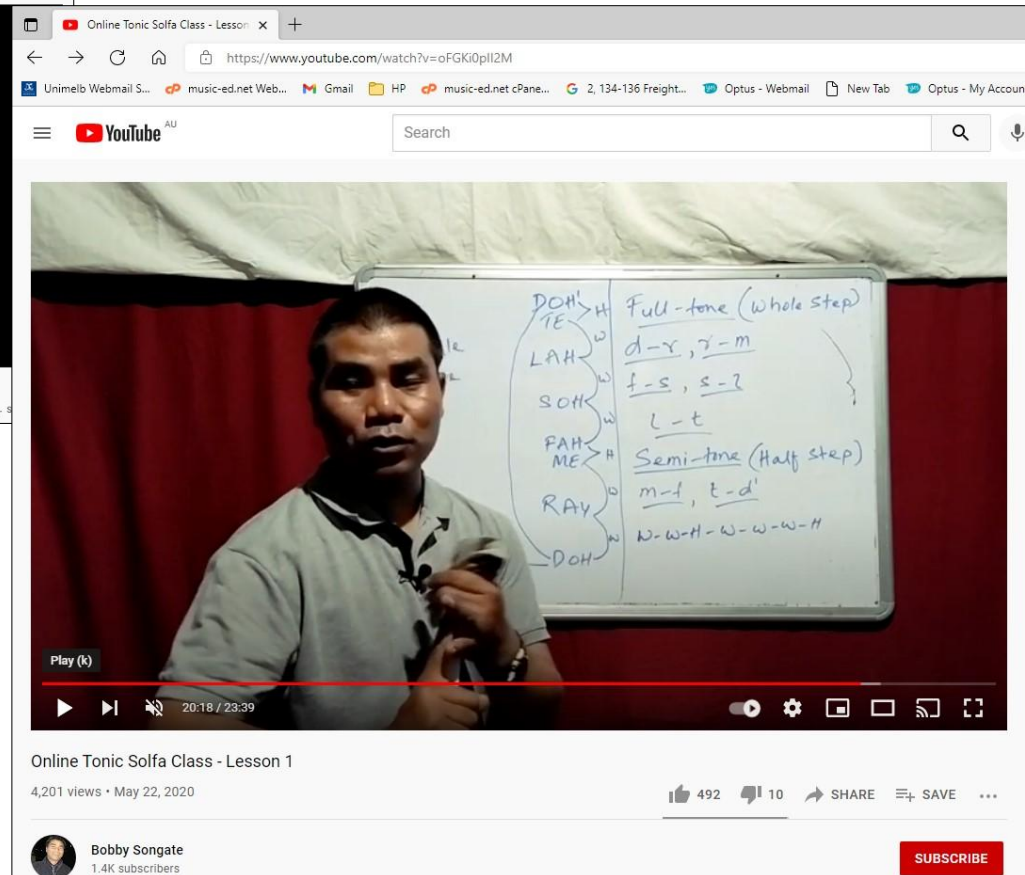 Online Tonic Solfa Class - Lesson
https://www.youtube.com/watch?v=oFGKi0plI2M
Unimelb Webmail S... music-ed.net Web... Gmail HP music-ed.net cPane... 2, 134-136 Freight... Optus - Webmail New Tab Optus - My Accoun
YouTube AU
Search
DOH' H Full-tone (whole step)
TE
W
LAH d-r, r-m
W
f-s, s-l
SOH
W
l-t
FAH
ME H Semi-tone (Half step)
W
m-f, t-d'
RAY
W
W-W-H-W-W-W-H
DOH
Play (k)
20:18 / 23:39
Online Tonic Solfa Class - Lesson 1
4,201 views • May 22, 2020 492 10 SHARE SAVE
Bobby Songate
1.4K subscribers
SUBSCRIBE